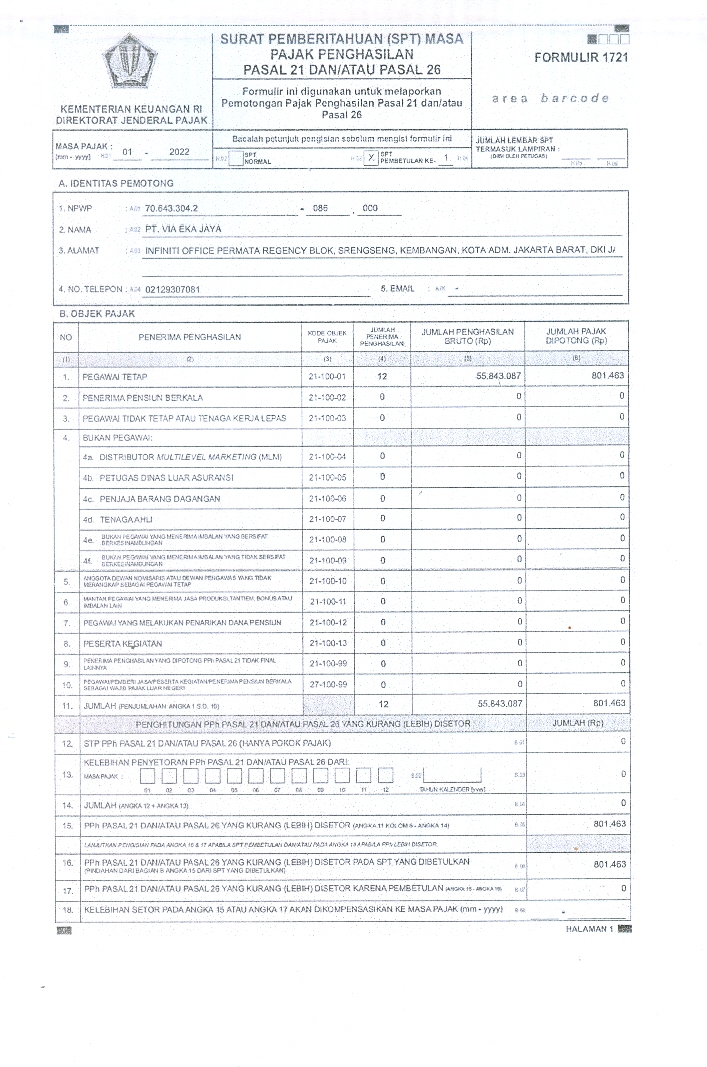 SURAT PEMBERITAHUAN (SPT) MASA
PAJAK PENGHASILAN
PASAL 21 DAN/ATAU PASAL 26
FORMULIR 1721
Formulir ini digunakan untuk melaporkan
Pemotongan Pajak Penghasilan Pasal 21 dan/atau
Pasal 26
area barcode
KEMENTERIAN KEUANGAN RI
DIREKTORAT JENDERAL PAJAK
Bacalah petunjuk pengisian sebelum mengisi formulir ini
MASA PAJAK :
[mm - yyyy] 01 - 2022
SPT
NORMAL
X SPT
PEMBETULAN KE- 1
JUMLAH LEMBAR SPT
TERMASUK LAMPIRAN :
(DIISI OLEH PETUGAS)
A. IDENTITAS PEMOTONG
1. NPWP : A.01 70.643.304.2 - 086 . 000
2. NAMA : A.02 PT. VIA EKA JAYA
3. ALAMAT : A.03 INFINITI OFFICE PERMATA REGENCY BLOK, SRENGSENG, KEMBANGAN, KOTA ADM. JAKARTA BARAT, DKI JA
4. NO. TELEPON : A.04 02129307081 5. EMAIL : A.05 -
B. OBJEK PAJAK
NO PENERIMA PENGHASILAN KODE OBJEK PAJAK JUMLAH PENERIMA PENGHASILAN JUMLAH PENGHASILAN BRUTO (Rp) JUMLAH PAJAK DIPOTONG (Rp)
(1) (2) (3) (4) (5) (6)
1. PEGAWAI TETAP 21-100-01 12 55.843.087 801.463
2. PENERIMA PENSIUN BERKALA 21-100-02 0 0 0
3. PEGAWAI TIDAK TETAP ATAU TENAGA KERJA LEPAS 21-100-03 0 0 0
4. BUKAN PEGAWAI:
4a. DISTRIBUTOR MULTILEVEL MARKETING (MLM) 21-100-04 0 0 0
4b. PETUGAS DINAS LUAR ASURANSI 21-100-05 0 0 0
4c. PENJAJA BARANG DAGANGAN 21-100-06 0 0 0
4d. TENAGA AHLI 21-100-07 0 0 0
4e. BUKAN PEGAWAI YANG MENERIMA IMBALAN YANG BERSIFAT BERKESINAMBUNGAN 21-100-08 0 0 0
4f. BUKAN PEGAWAI YANG MENERIMA IMBALAN YANG TIDAK BERSIFAT BERKESINAMBUNGAN 21-100-09 0 0 0
5. ANGGOTA DEWAN KOMISARIS ATAU DEWAN PENGAWAS YANG TIDAK MERANGKAP SEBAGAI PEGAWAI TETAP 21-100-10 0 0 0
6. MANTAN PEGAWAI YANG MENERIMA JASA PRODUKSI, TANTIEM, BONUS ATAU IMBALAN LAIN 21-100-11 0 0 0
7. PEGAWAI YANG MELAKUKAN PENARIKAN DANA PENSIUN 21-100-12 0 0 0
8. PESERTA KEGIATAN 21-100-13 0 0 0
9. PENERIMA PENGHASILAN YANG DIPOTONG PPh PASAL 21 TIDAK FINAL LAINNYA 21-100-99 0 0 0
10. PEGAWAI/PEMBERI JASA/PESERTA KEGIATAN/PENERIMA PENSIUN BERKALA SEBAGAI WAJIB PAJAK LUAR NEGERI 27-100-99 0 0 0
11. JUMLAH (PENJUMLAHAN ANGKA 1 S.D. 10) 12 55.843.087 801.463
PENGHITUNGAN PPh PASAL 21 DAN/ATAU PASAL 26 YANG KURANG (LEBIH) DISETOR JUMLAH (Rp)
12. STP PPh PASAL 21 DAN/ATAU PASAL 26 (HANYA POKOK PAJAK) 0
13. KELEBIHAN PENYETORAN PPh PASAL 21 DAN/ATAU PASAL 26 DARI:
MASA PAJAK : 0
01 02 03 04 05 06 07 08 09 10 11 12 TAHUN KALENDER [yyyy]
14. JUMLAH (ANGKA 12 + ANGKA 13) 0
15. PPh PASAL 21 DAN/ATAU PASAL 26 YANG KURANG (LEBIH) DISETOR (ANGKA 11 KOLOM 6 - ANGKA 14) 801.463
LANJUTKAN PENGISIAN PADA ANGKA 16 & 17 APABILA SPT PEMBETULAN DAN/ATAU PADA ANGKA 18 APABILA PPh LEBIH DISETOR
16. PPh PASAL 21 DAN/ATAU PASAL 26 YANG KURANG (LEBIH) DISETOR PADA SPT YANG DIBETULKAN
(PINDAHAN DARI BAGIAN B ANGKA 15 DARI SPT YANG DIBETULKAN) 801.463
17. PPh PASAL 21 DAN/ATAU PASAL 26 YANG KURANG (LEBIH) DISETOR KARENA PEMBETULAN (ANGKA 15 - ANGKA 16) 0
18. KELEBIHAN SETOR PADA ANGKA 15 ATAU ANGKA 17 AKAN DIKOMPENSASIKAN KE MASA PAJAK (mm - yyyy) -
HALAMAN 1